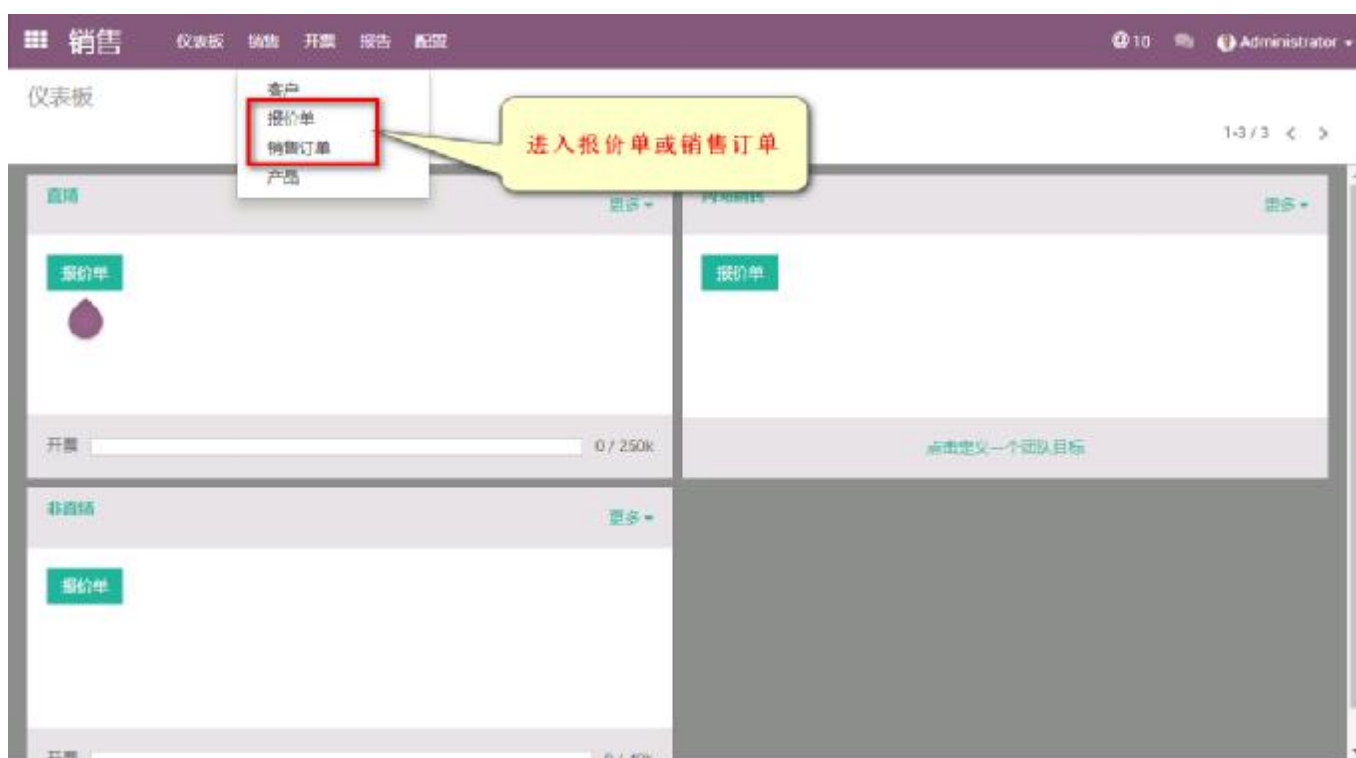 销售 仪表板 销售 开票 报告 配置 @10 Administrator
仪表板
客户
报价单
销售订单
产品
进入报价单或销售订单
1-3 / 3
直销 更多
更多
报价单
报价单
开票 0 / 250k
点击定义一个团队目标
非直销 更多
报价单
开票